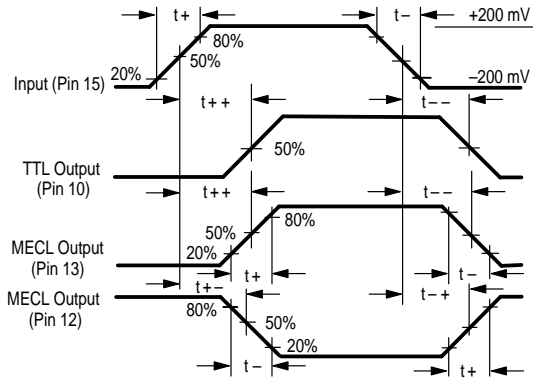 t+ t– +200 mV
80%
50%
20%
Input (Pin 15) –200 mV
t++ t––
50%
TTL Output
(Pin 10)
t++ t––
80%
50%
MECL Output
(Pin 13)
20%
t+ t–
t+– t–+
MECL Output
(Pin 12)
80%
50%
20%
t– t+